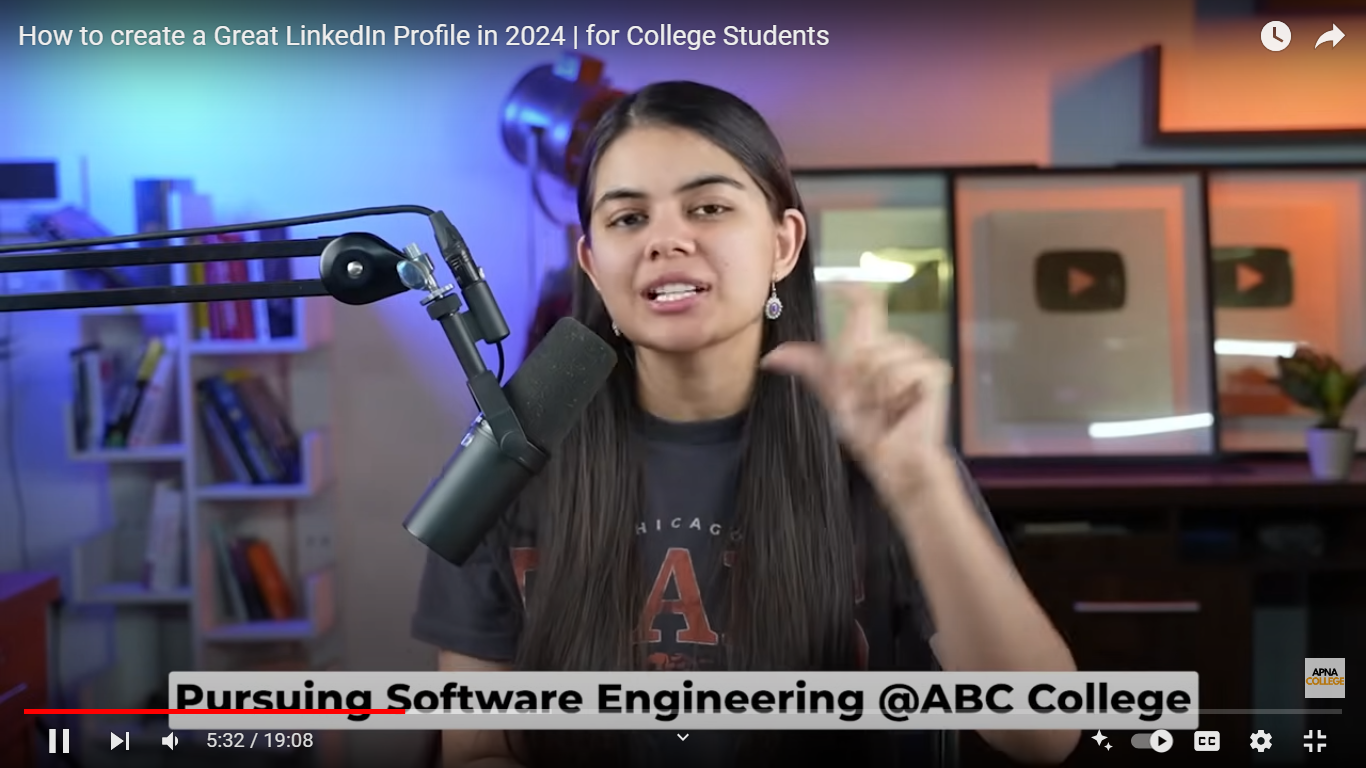 How to create a Great LinkedIn Profile in 2024 | for College Students
CHICAGO
Pursuing Software Engineering @ABC College
APNA
COLLEGE
5:32 / 19:08
CC